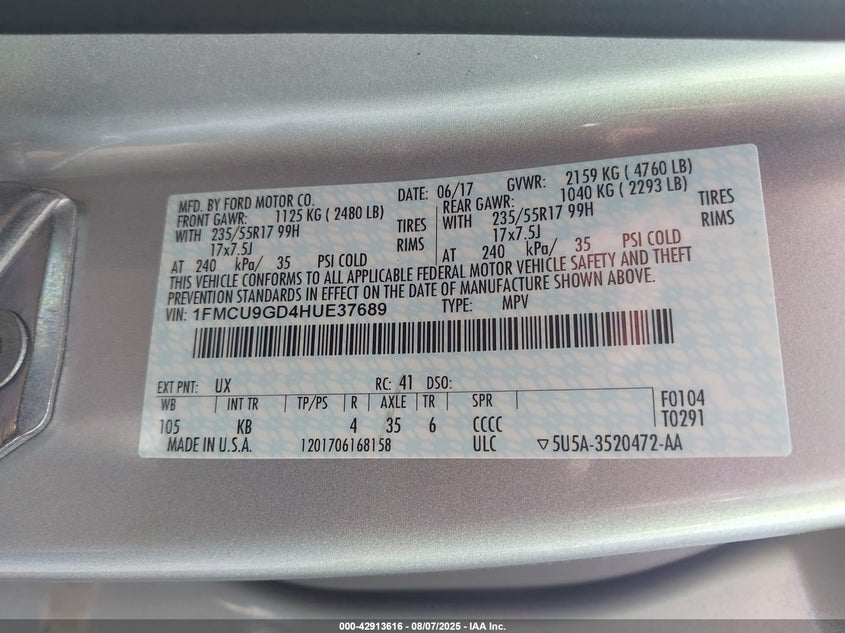 MFD. BY FORD MOTOR CO. DATE: 06/17 GVWR: 2159 KG ( 4760 LB)
FRONT GAWR: 1125 KG ( 2480 LB) REAR GAWR: 1040 KG ( 2293 LB)
WITH 235/55R17 99H TIRES WITH 235/55R17 99H TIRES
17x7.5J RIMS 17x7.5J RIMS
AT 240 kPa/ 35 PSI COLD AT 240 kPa/ 35 PSI COLD
THIS VEHICLE CONFORMS TO ALL APPLICABLE FEDERAL MOTOR VEHICLE SAFETY AND THEFT
PREVENTION STANDARDS IN EFFECT ON THE DATE OF MANUFACTURE SHOWN ABOVE.
VIN: 1FMCU9GD4HUE37689 TYPE: MPV
EXT PNT: UX RC: 41 DSO:
WB INT TR TP/PS R AXLE TR SPR F0104
105 KB 4 35 6 CCCC T0291
MADE IN U.S.A. 1201706168158 ULC ▽5U5A-3520472-AA
000-42913616 - 08/07/2025 - IAA Inc.